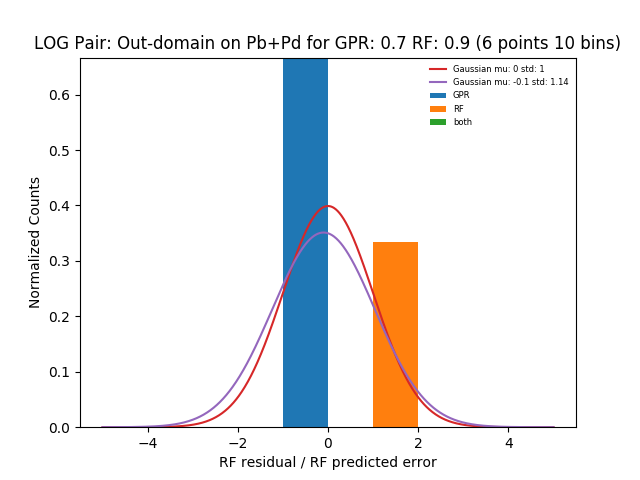 LOG Pair: Out-domain on Pb+Pd for GPR: 0.7 RF: 0.9 (6 points 10 bins)
Gaussian mu: 0 std: 1
Gaussian mu: -0.1 std: 1.14
GPR
RF
both
Normalized Counts
0.6
0.5
0.4
0.3
0.2
0.1
0.0
−4 −2 0 2 4
RF residual / RF predicted error